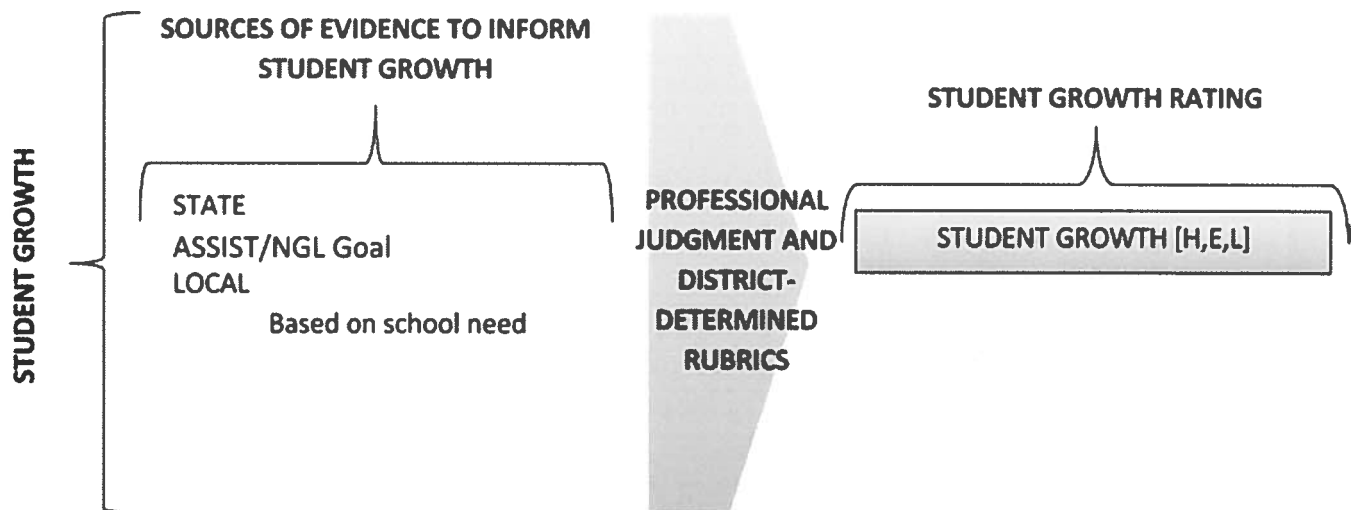 STUDENT GROWTH
SOURCES OF EVIDENCE TO INFORM
STUDENT GROWTH
STATE
ASSIST/NGL Goal
LOCAL
Based on school need
PROFESSIONAL
JUDGMENT AND
DISTRICT-
DETERMINED
RUBRICS
STUDENT GROWTH RATING
STUDENT GROWTH [H,E,L]